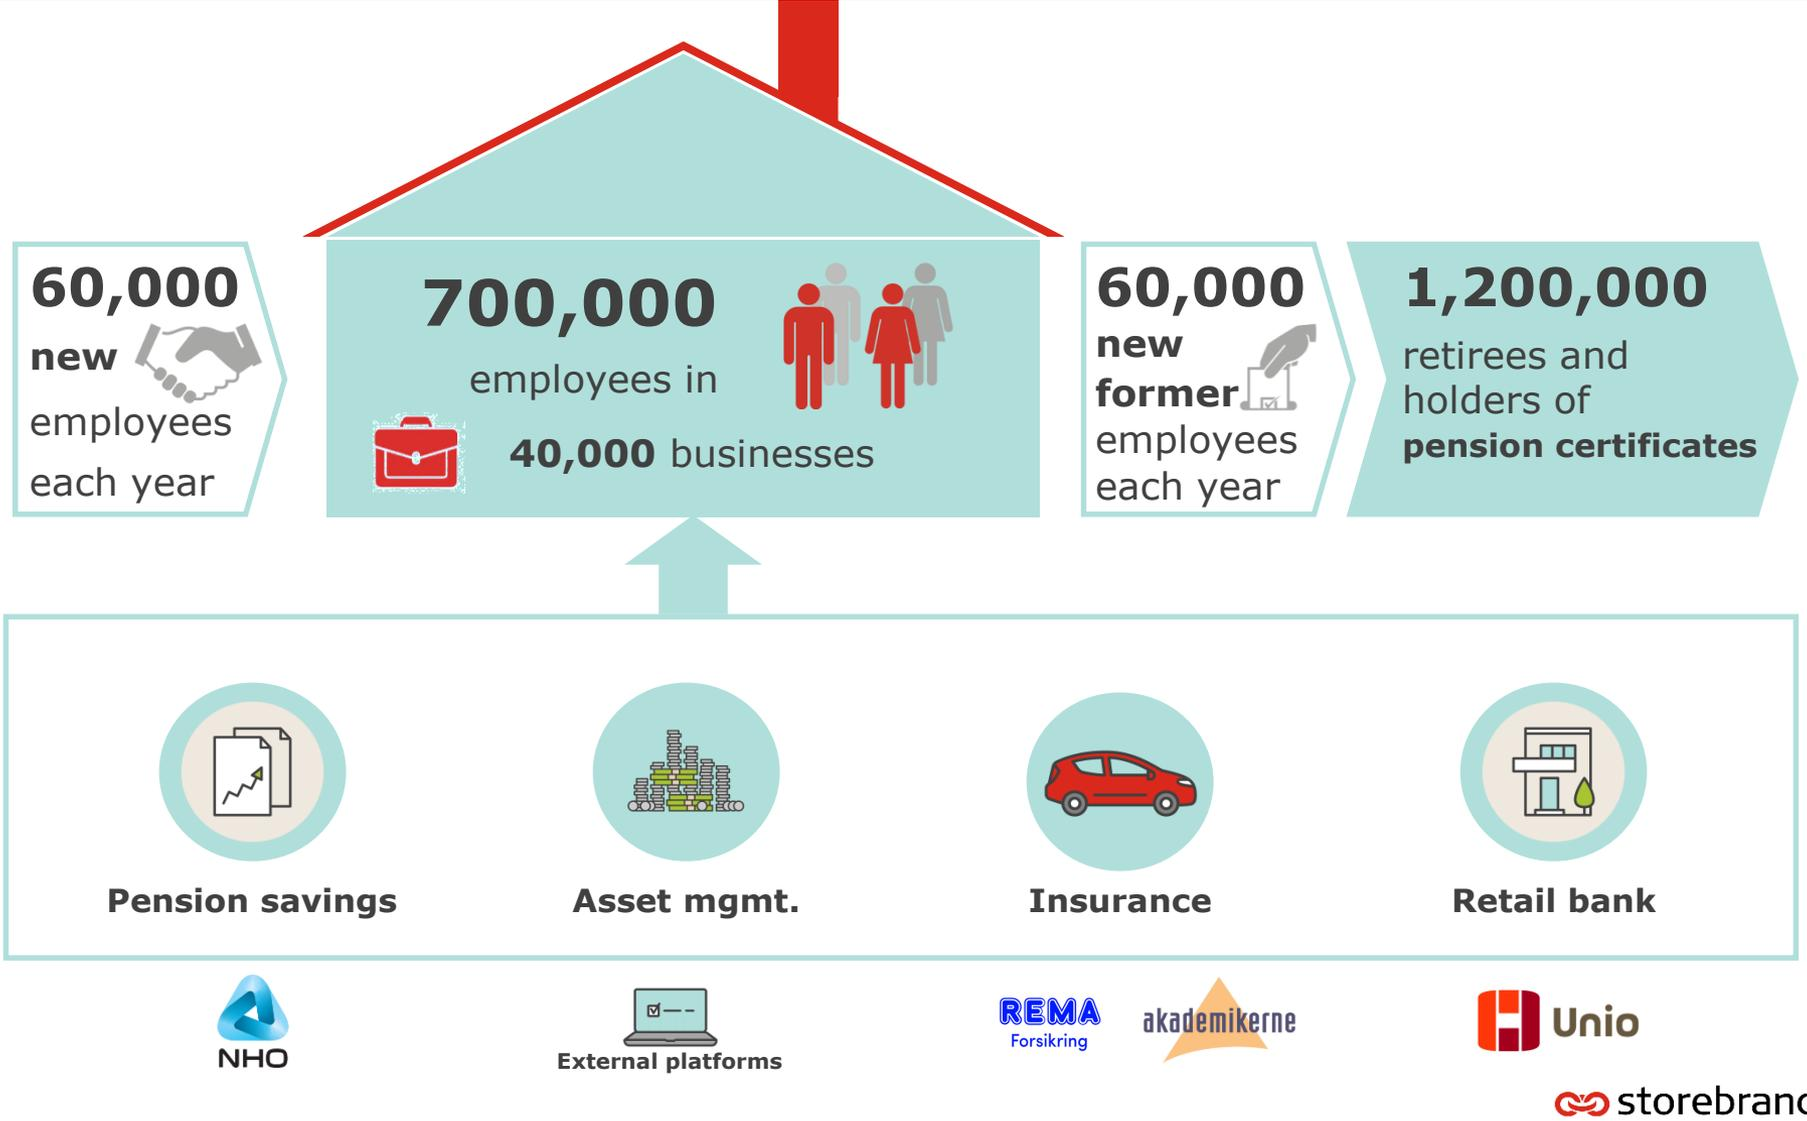 60,000
new
employees
each year
700,000
employees in
40,000 businesses
60,000
new
former
employees
each year
1,200,000
retirees and
holders of
pension certificates
Pension savings
Asset mgmt.
Insurance
Retail bank
NHO
External platforms
REMA
Forsikring
akademikerne
Unio
storebrand